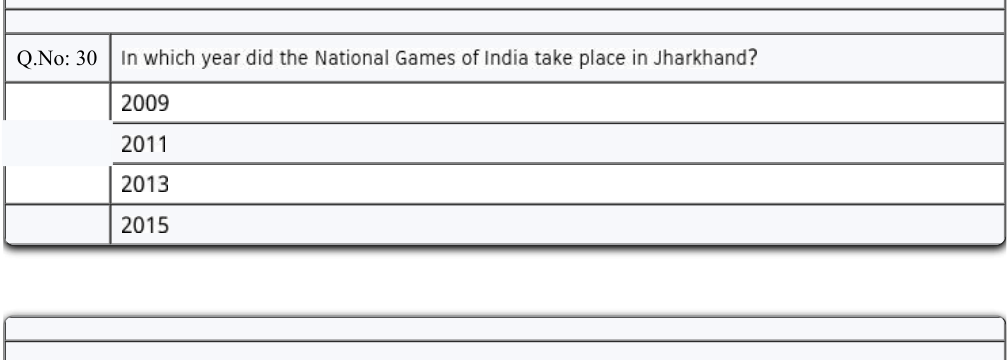 Q.No: 30 In which year did the National Games of India take place in Jharkhand?
2009
2011
2013
2015